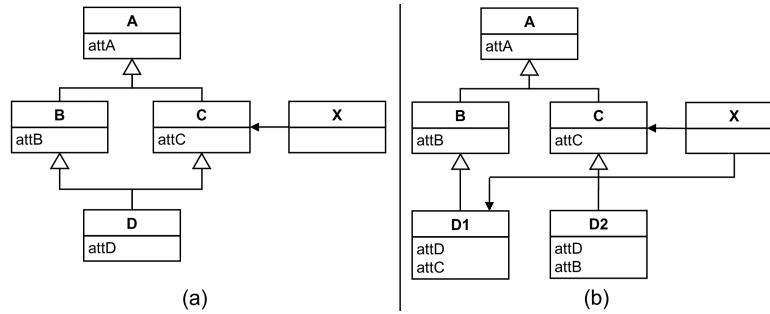 A
attA
B
attB
C
attC
X
D
attD
(a)
A
attA
B
attB
C
attC
X
D1
attD
attC
D2
attD
attB
(b)